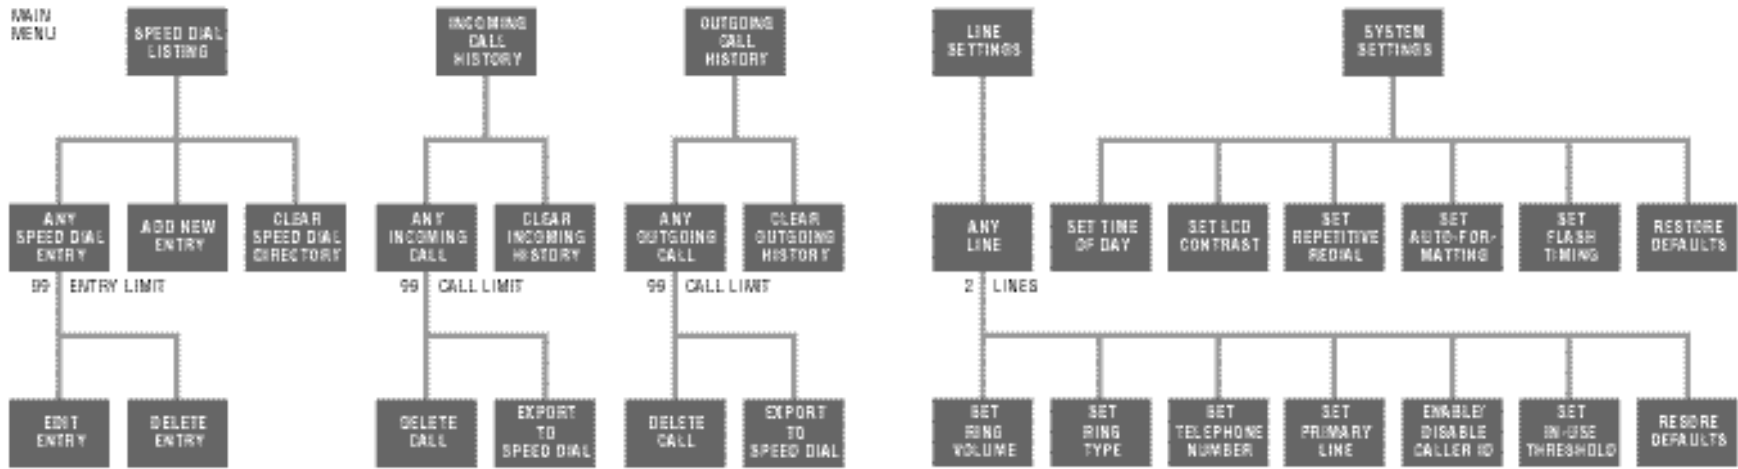 MAIN
MENU
SPEED DIAL
LISTING
INCOMING
CALL
HISTORY
OUTGOING
CALL
HISTORY
LINE
SETTINGS
SYSTEM
SETTINGS
ANY
SPEED DIAL
ENTRY
ADD NEW
ENTRY
CLEAR
SPEED DIAL
DIRECTORY
ANY
INCOMING
CALL
CLEAR
INCOMING
HISTORY
ANY
OUTGOING
CALL
CLEAR
OUTGOING
HISTORY
ANY
LINE
SET TIME
OF DAY
SET LCD
CONTRAST
SET
REPETITIVE
REDIAL
SET
AUTO-FOR-
MATTING
SET
FLASH
TIMING
RESTORE
DEFAULTS
99 ENTRY LIMIT
99 CALL LIMIT
99 CALL LIMIT
2 LINES
EDIT
ENTRY
DELETE
ENTRY
DELETE
CALL
EXPORT
TO
SPEED DIAL
DELETE
CALL
EXPORT
TO
SPEED DIAL
SET
RING
VOLUME
SET
RING
TYPE
SET
TELEPHONE
NUMBER
SET
PRIMARY
LINE
ENABLE/
DISABLE
CALLER ID
SET
IN-USE
THRESHOLD
RESORE
DEFAULTS